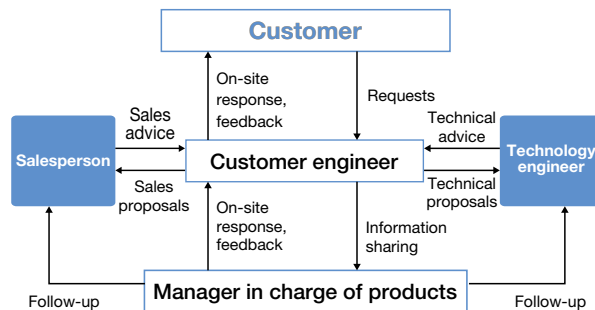 Customer
On-site
response,
feedback
Requests
Sales
advice
Technical
advice
Salesperson
Customer engineer
Technology
engineer
Sales
proposals
Technical
proposals
On-site
response,
feedback
Information
sharing
Manager in charge of products
Follow-up
Follow-up